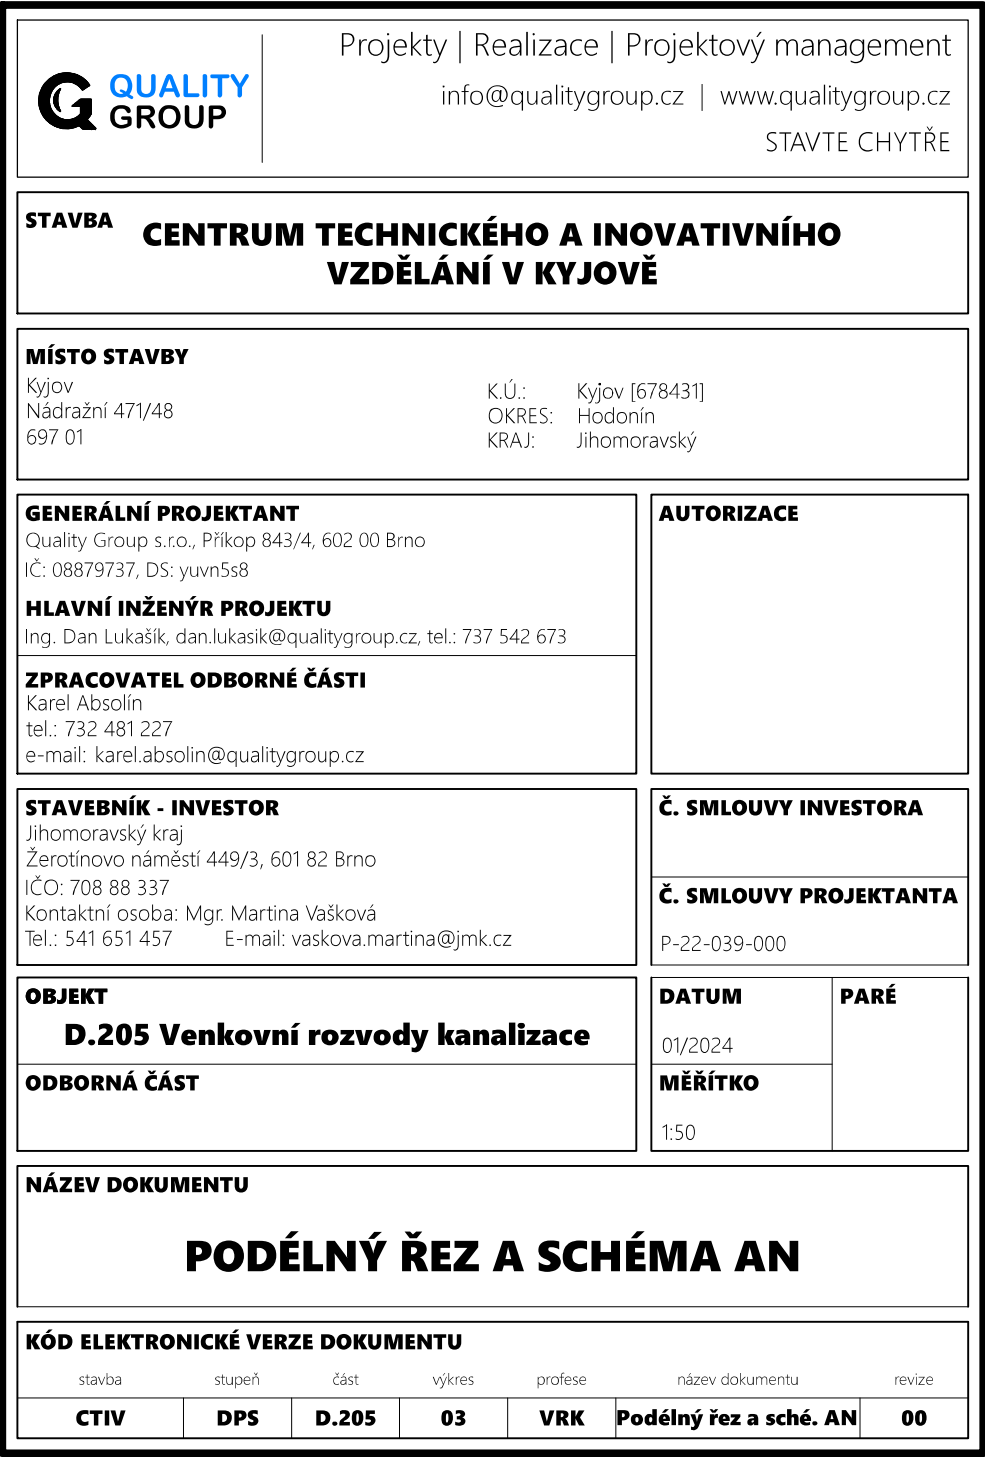 QUALITY
GROUP
Projekty | Realizace | Projektový management
info@qualitygroup.cz | www.qualitygroup.cz
STAVTE CHYTŘE
STAVBA
CENTRUM TECHNICKÉHO A INOVATIVNÍHO
VZDĚLÁNÍ V KYJOVĚ
MÍSTO STAVBY
Kyjov
Nádražní 471/48
697 01
K.Ú.: Kyjov [678431]
OKRES: Hodonín
KRAJ: Jihomoravský
GENERÁLNÍ PROJEKTANT
Quality Group s.r.o., Příkop 843/4, 602 00 Brno
IČ: 08879737, DS: yuvn5s8
HLAVNÍ INŽENÝR PROJEKTU
Ing. Dan Lukašík, dan.lukasik@qualitygroup.cz, tel.: 737 542 673
ZPRACOVATEL ODBORNÉ ČÁSTI
Karel Absolín
tel.: 732 481 227
e-mail: karel.absolin@qualitygroup.cz
AUTORIZACE
STAVEBNÍK - INVESTOR
Jihomoravský kraj
Žerotínovo náměstí 449/3, 601 82 Brno
IČO: 708 88 337
Kontaktní osoba: Mgr. Martina Vašková
Tel.: 541 651 457 E-mail: vaskova.martina@jmk.cz
Č. SMLOUVY INVESTORA
Č. SMLOUVY PROJEKTANTA
P-22-039-000
OBJEKT
D.205 Venkovní rozvody kanalizace
ODBORNÁ ČÁST
DATUM
01/2024
MĚŘÍTKO
1:50
PARÉ
NÁZEV DOKUMENTU
PODÉLNÝ ŘEZ A SCHÉMA AN
KÓD ELEKTRONICKÉ VERZE DOKUMENTU
stavba stupeň část výkres profese název dokumentu revize
CTIV DPS D.205 03 VRK Podélný řez a sché. AN 00